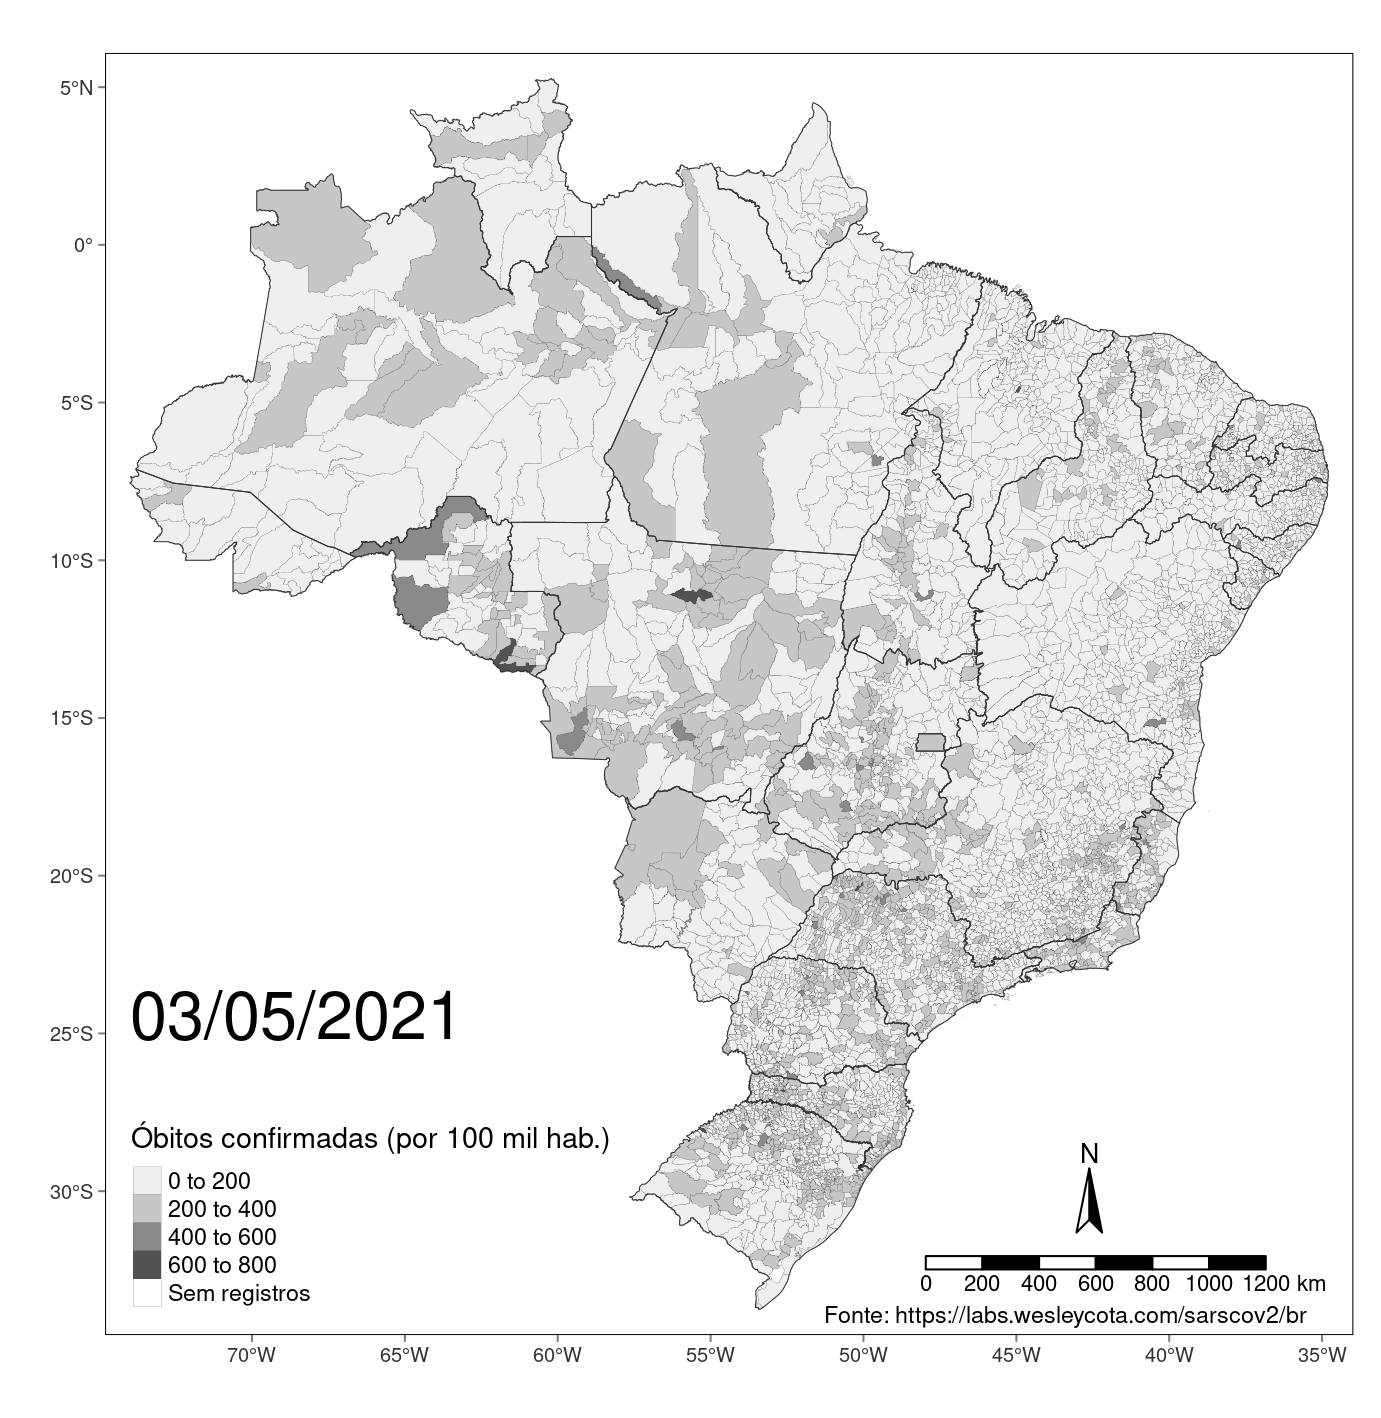 5°N
0°
5°S
10°S
15°S
20°S
25°S
30°S
03/05/2021
Óbitos confirmadas (por 100 mil hab.)
0 to 200
200 to 400
400 to 600
600 to 800
Sem registros
N
0 200 400 600 800 1000 1200 km
Fonte: https://labs.wesleycota.com/sarscov2/br
70°W 65°W 60°W 55°W 50°W 45°W 40°W 35°W